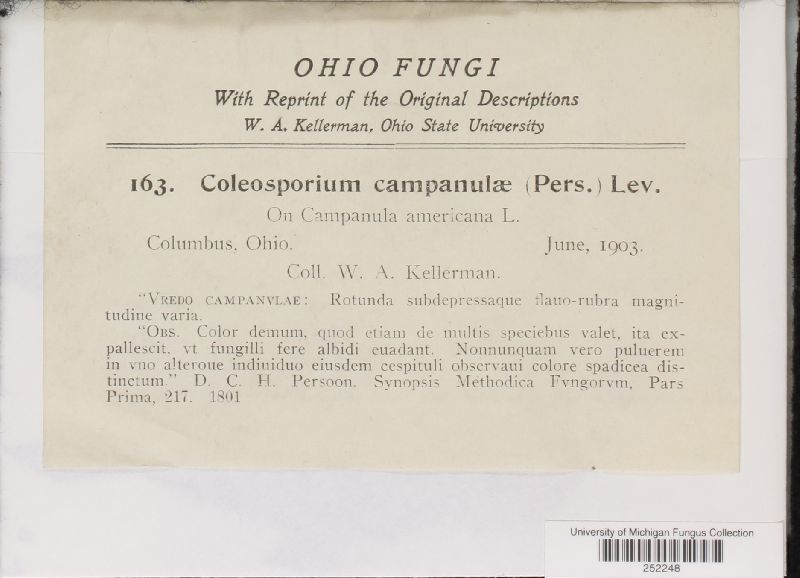 OHIO FUNGI
With Reprint of the Original Descriptions
W. A. Kellerman, Ohio State University
163. Coleosporium campanulæ (Pers.) Lev.
On Campanula americana L.
Columbus, Ohio. June, 1903.
Coll. W. A. Kellerman.
"VREDO CAMPANVLAE: Rotunda subdepressaque flauo-rubra magni-
tudine varia.
"OBS. Color demum, quod etiam de multis speciebus valet, ita ex-
pallescit, vt fungilli fere albidi euadant. Nonnunquam vero puluerem
in vno alteroue indiuiduo eiusdem cespituli observaui colore spadicea dis-
tinctum." D. C. H. Persoon. Synopsis Methodica Fvngorvm, Pars
Prima, 217. 1801
University of Michigan Fungus Collection
252248